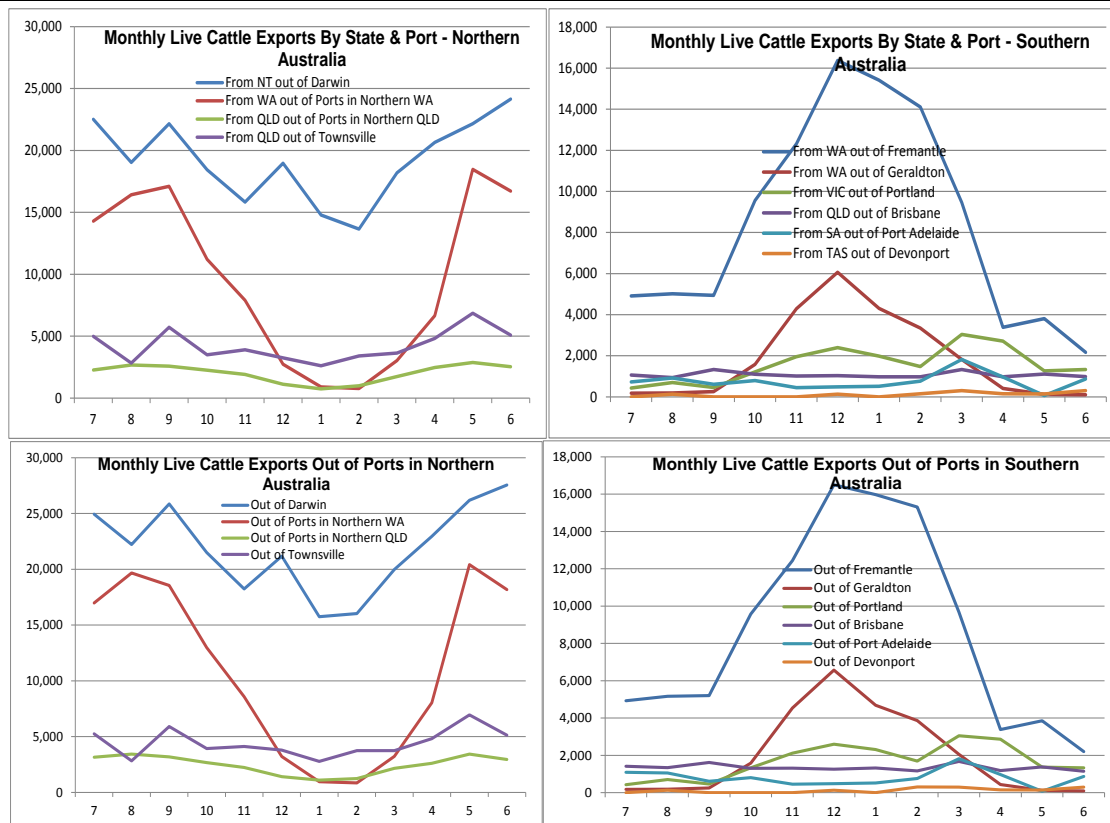 Monthly Live Cattle Exports By State & Port - Northern
Australia
From NT out of Darwin
From WA out of Ports in Northern WA
From QLD out of Ports in Northern QLD
From QLD out of Townsville
30,000
25,000
20,000
15,000
10,000
5,000
0
7 8 9 10 11 12 1 2 3 4 5 6
Monthly Live Cattle Exports By State & Port - Southern
Australia
From WA out of Fremantle
From WA out of Geraldton
From VIC out of Portland
From QLD out of Brisbane
From SA out of Port Adelaide
From TAS out of Devonport
18,000
16,000
14,000
12,000
10,000
8,000
6,000
4,000
2,000
0
7 8 9 10 11 12 1 2 3 4 5 6
Monthly Live Cattle Exports Out of Ports in Northern
Australia
Out of Darwin
Out of Ports in Northern WA
Out of Ports in Northern QLD
Out of Townsville
30,000
25,000
20,000
15,000
10,000
5,000
0
7 8 9 10 11 12 1 2 3 4 5 6
Monthly Live Cattle Exports Out of Ports in Southern
Australia
Out of Fremantle
Out of Geraldton
Out of Portland
Out of Brisbane
Out of Port Adelaide
Out of Devonport
18,000
16,000
14,000
12,000
10,000
8,000
6,000
4,000
2,000
0
7 8 9 10 11 12 1 2 3 4 5 6